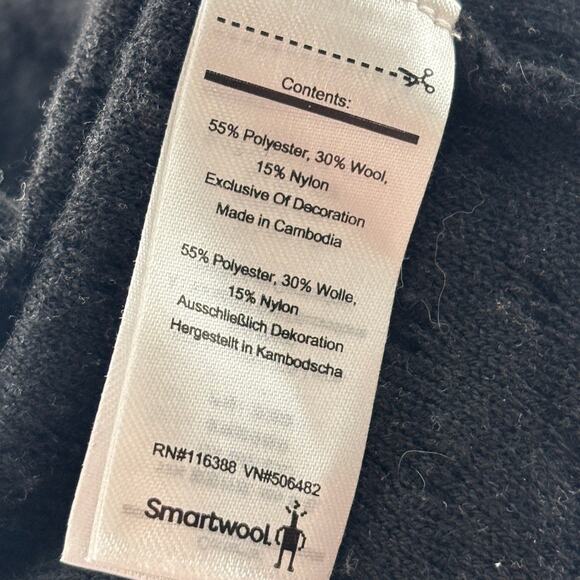 Contents:
55% Polyester, 30% Wool,
15% Nylon
Exclusive Of Decoration
Made in Cambodia
55% Polyester, 30% Wolle,
15% Nylon
Ausschließlich Dekoration
Hergestellt in Kambodscha
RN#116388 VN#506482
Smartwool.